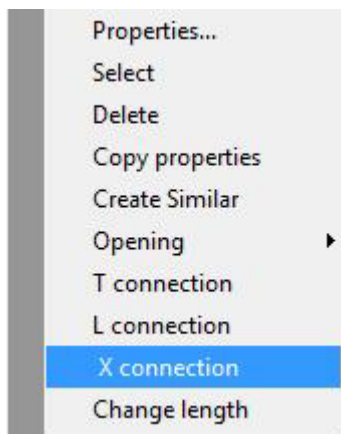 Properties...
Select
Delete
Copy properties
Create Similar
Opening
T connection
L connection
X connection
Change length